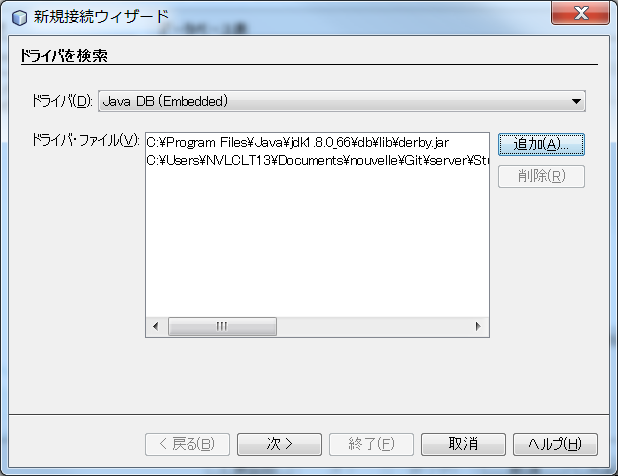 新規接続ウィザード
ドライバを検索
ドライバ(D): Java DB (Embedded)
ドライバ・ファイル(V):
C:¥Program Files¥Java¥jdk1.8.0_66¥db¥lib¥derby.jar
C:¥Users¥NVLCLT13¥Documents¥nouvelle¥Git¥server¥Stu
追加(A)...
削除(R)
< 戻る(B) 次 > 終了(F) 取消 ヘルプ(H)